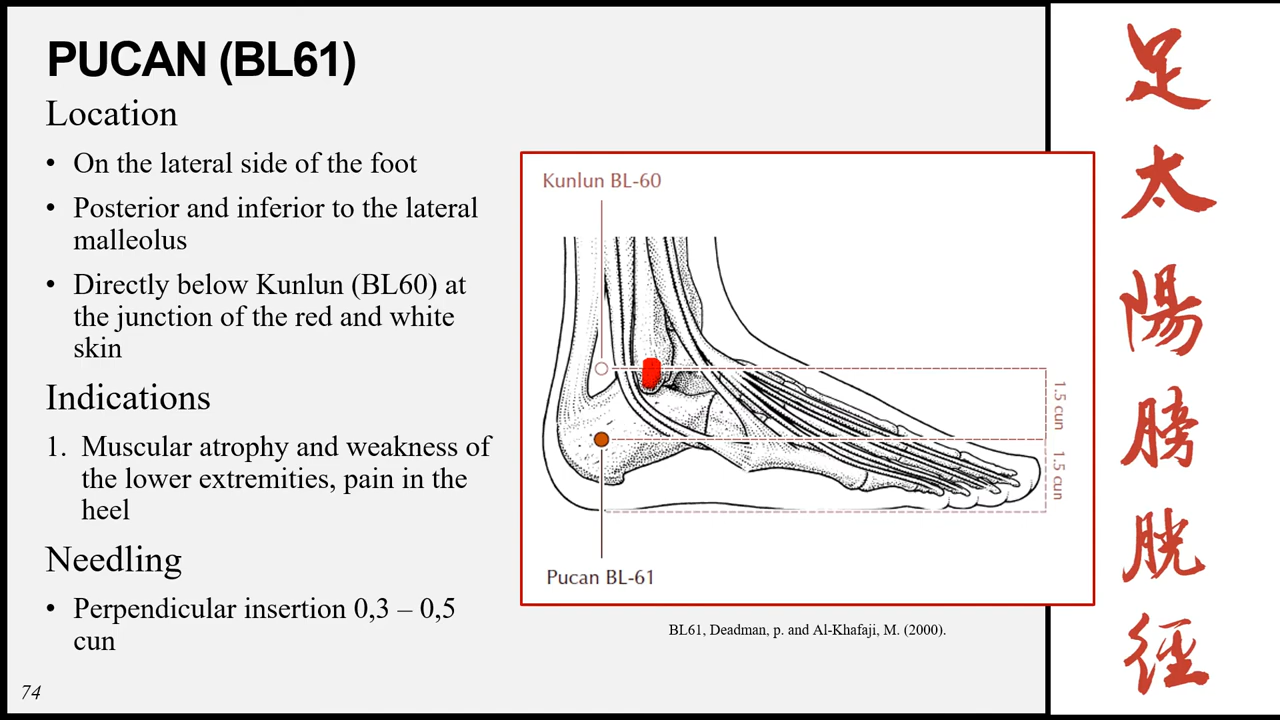 PUCAN (BL61)
Location
• On the lateral side of the foot
• Posterior and inferior to the lateral
malleolus
• Directly below Kunlun (BL60) at
the junction of the red and white
skin
Indications
1. Muscular atrophy and weakness of
the lower extremities, pain in the
heel
Needling
• Perpendicular insertion 0,3 – 0,5
cun
74
Kunlun BL-60
1.5 cun
1.5 cun
Pucan BL-61
BL61, Deadman, p. and Al-Khafaji, M. (2000).
足
太
陽
膀
胱
徑